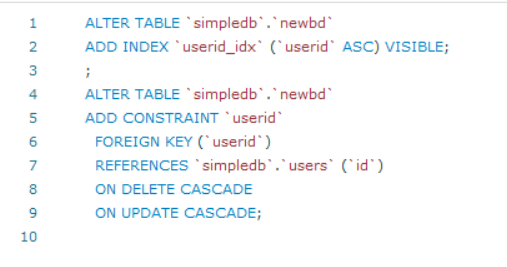 1 ALTER TABLE `simpledb`.`newbd`
2 ADD INDEX `userid_idx` (`userid` ASC) VISIBLE;
3 ;
4 ALTER TABLE `simpledb`.`newbd`
5 ADD CONSTRAINT `userid`
6 FOREIGN KEY (`userid`)
7 REFERENCES `simpledb`.`users` (`id`)
8 ON DELETE CASCADE
9 ON UPDATE CASCADE;
10